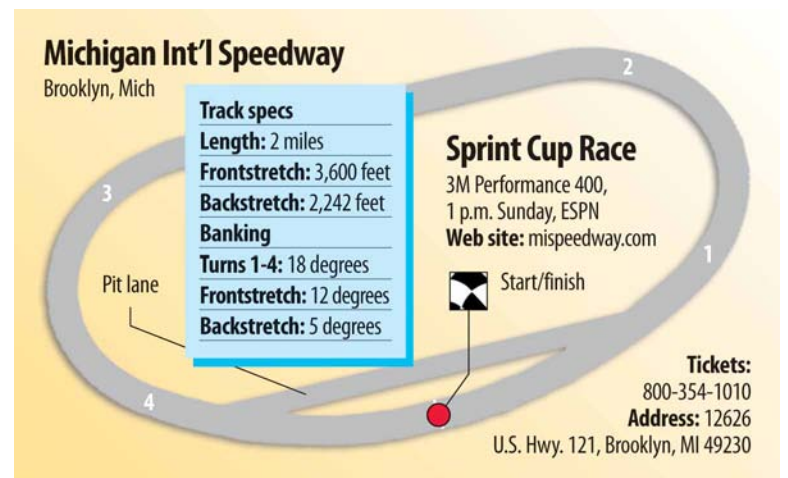 Michigan Int'l Speedway
Brooklyn, Mich
Track specs
Length: 2 miles
Frontstretch: 3,600 feet
Backstretch: 2,242 feet
Banking
Turns 1-4: 18 degrees
Frontstretch: 12 degrees
Backstretch: 5 degrees
2
Sprint Cup Race
3M Performance 400,
1 p.m. Sunday, ESPN
Web site: mispeedway.com
3
1
Pit lane
Start/finish
4
Tickets:
800-354-1010
Address: 12626
U.S. Hwy. 121, Brooklyn, MI 49230